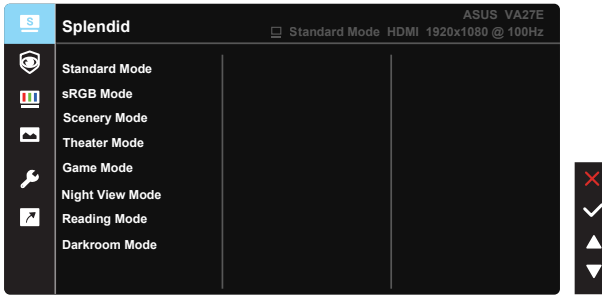 S
Splendid
ASUS VA27E
Standard Mode HDMI 1920x1080 @ 100Hz
Standard Mode
sRGB Mode
Scenery Mode
Theater Mode
Game Mode
Night View Mode
Reading Mode
Darkroom Mode